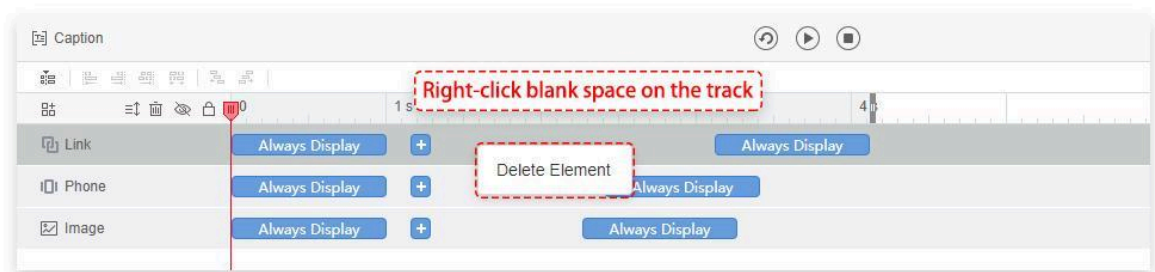 Caption
Right-click blank space on the track
0
1 s
4
Link
Always Display
Always Display
Delete Element
Phone
Always Display
Always Display
Image
Always Display
Always Display